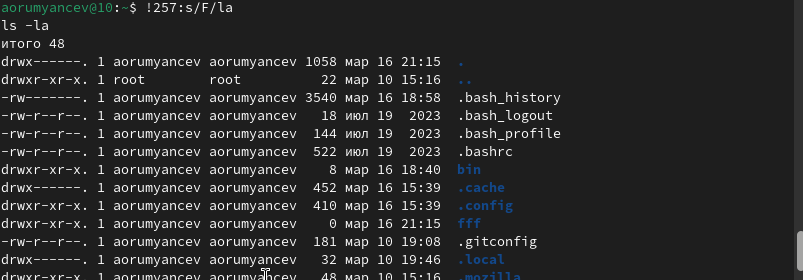 aorumyancev@10:~$ !257:s/F/la
ls -la
итого 48
drwx------. 1 aorumyancev aorumyancev 1058 мар 16 21:15 .
drwxr-xr-x. 1 root        root          22 мар 10 15:16 ..
-rw-------. 1 aorumyancev aorumyancev 3540 мар 16 18:58 .bash_history
-rw-r--r--. 1 aorumyancev aorumyancev   18 июл 19  2023 .bash_logout
-rw-r--r--. 1 aorumyancev aorumyancev  144 июл 19  2023 .bash_profile
-rw-r--r--. 1 aorumyancev aorumyancev  522 июл 19  2023 .bashrc
drwxr-xr-x. 1 aorumyancev aorumyancev    8 мар 16 18:40 bin
drwx------. 1 aorumyancev aorumyancev  452 мар 16 15:39 .cache
drwxr-xr-x. 1 aorumyancev aorumyancev  410 мар 16 15:39 .config
drwxr-xr-x. 1 aorumyancev aorumyancev    0 мар 16 21:15 fff
-rw-r--r--. 1 aorumyancev aorumyancev  181 мар 10 19:08 .gitconfig
drwx------. 1 aorumyancev aorumyancev   32 мар 10 19:46 .local
drwxr-xr-x. 1 aorumyancev aorumyancev   48 мар 10 15:16 .mozilla